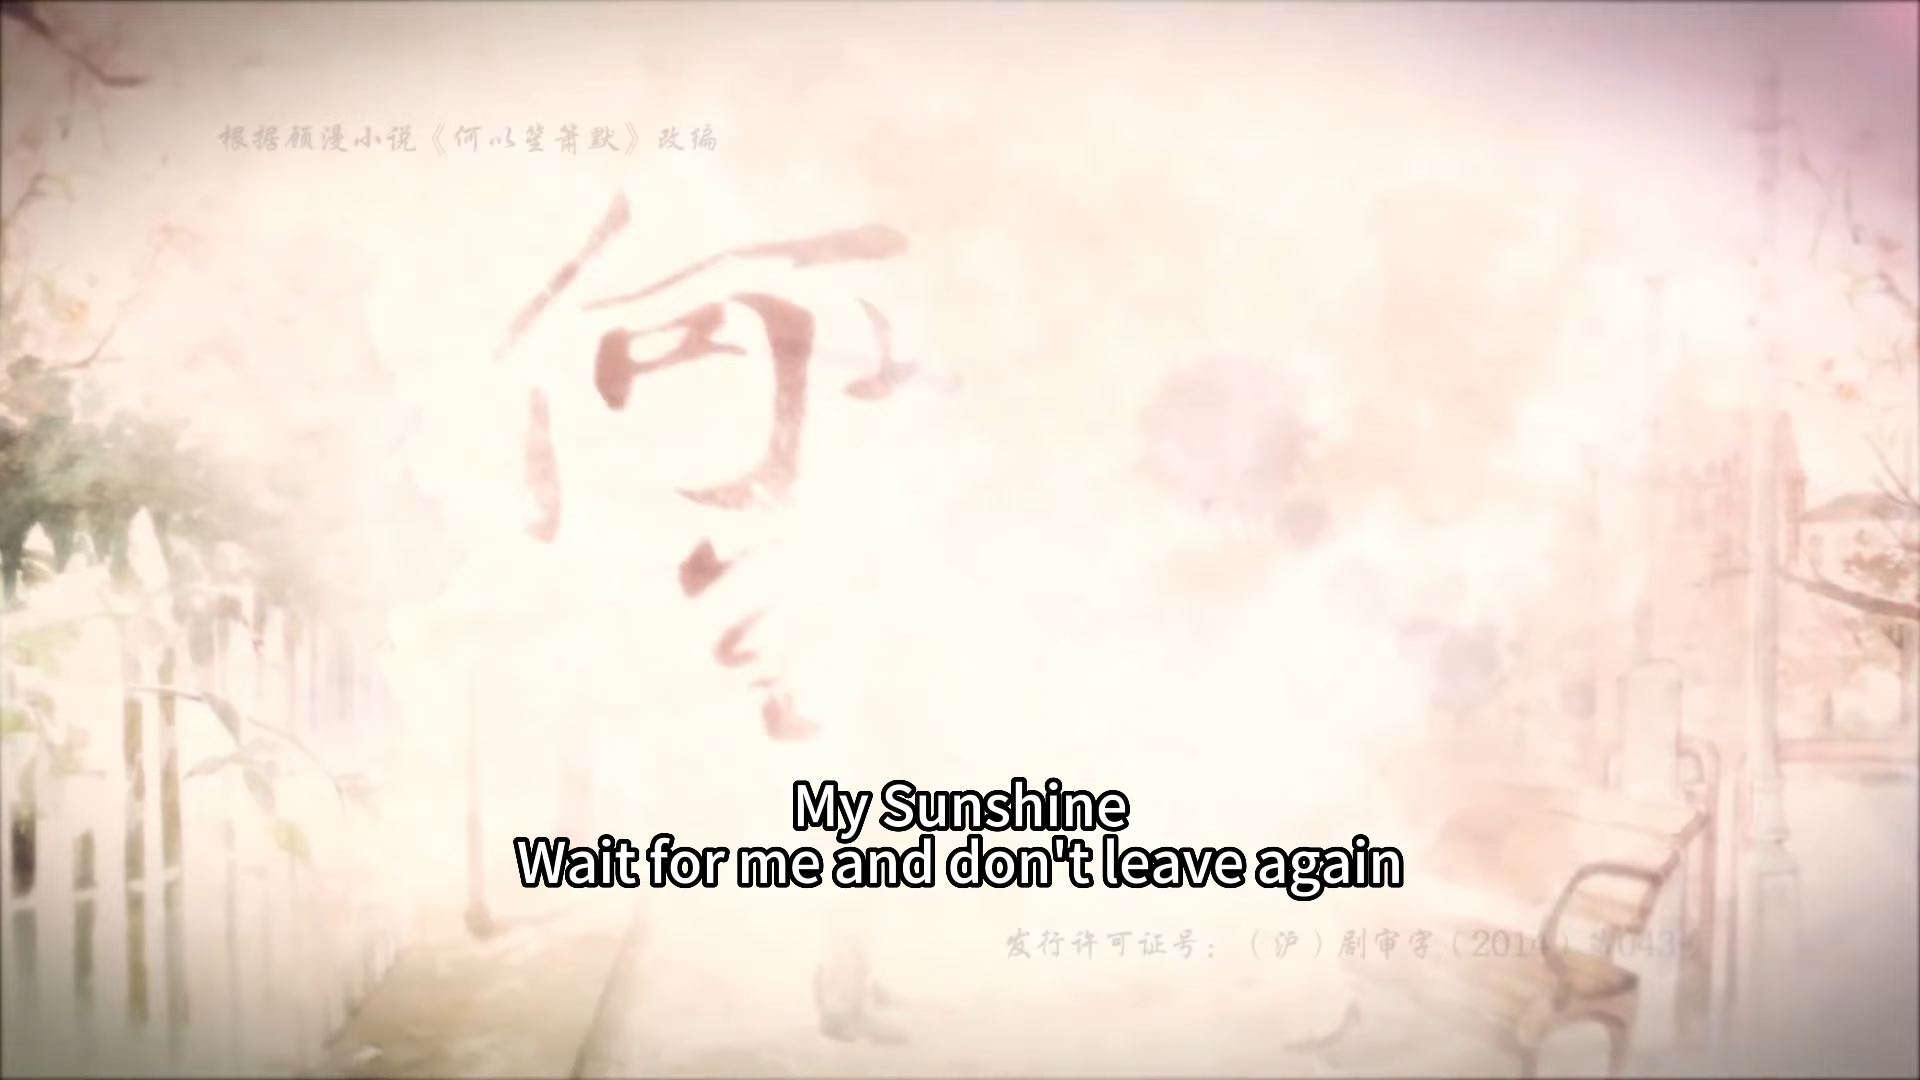 根据顾漫小说《何以笙箫默》改编
何
My Sunshine
Wait for me and don't leave again
发行许可证号：（沪）剧审字（2014）第043